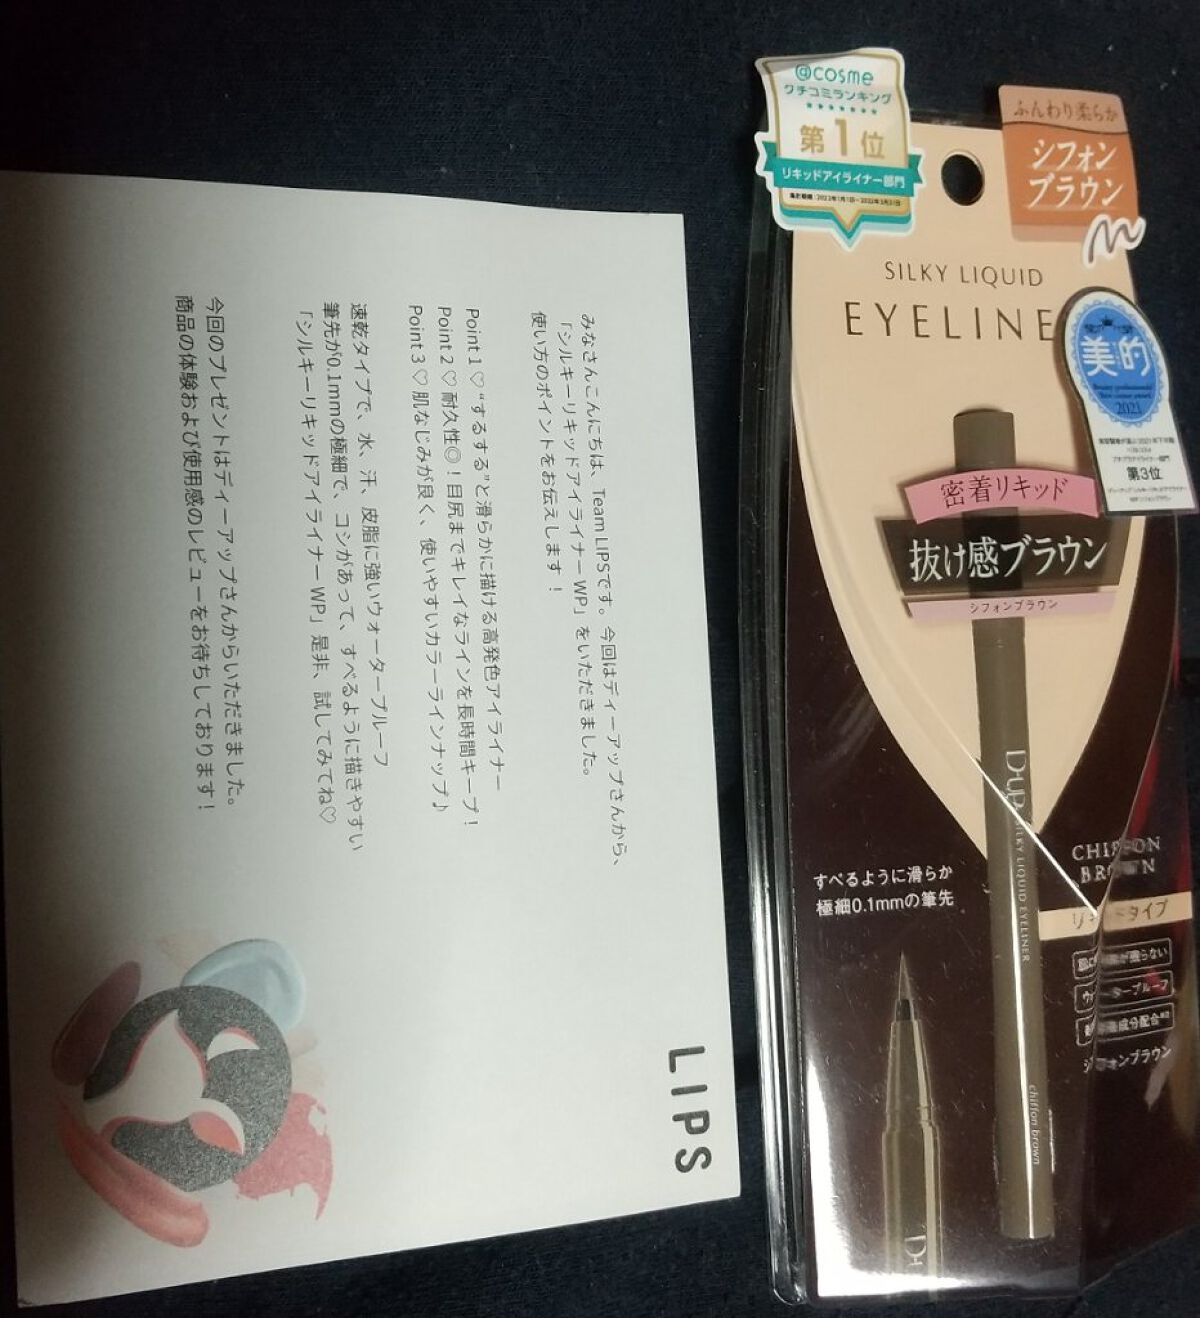 LIPS
みなさんこんにちは、Team LIPSです。今回はディーアップさんから、
「シルキーリキッドアイライナーWP」をいただきました。
使い方のポイントをお伝えします！
Point 1 ♡ “するする”と滑らかに描ける高発色アイライナー
Point 2 ♡ 耐久性◎！目尻までキレイなラインを長時間キープ！
Point 3 ♡ 肌なじみが良く、使いやすいカラーラインナップ♪
速乾タイプで、水、汗、皮脂に強いウォータープルーフ
筆先が0.1mmの極細で、コシがあって、すべるように描きやすい
「シルキーリキッドアイライナーWP」是非、試してみてね♡
今回のプレゼントはディーアップさんからいただきました。
商品の体験および使用感のレビューをお待ちしております！
@cosme
クチコミランキング
第1位
リキッドアイライナー部門
ふんわり柔らか
シフォン
ブラウン
SILKY LIQUID
EYELINE
美的
2021
第3位
密着リキッド
抜け感ブラウン
シフォンブラウン
D-UP SILKY LIQUID EYELINER
chiffon brown
CHIFFON
BROWN
すべるように滑らか
極細0.1mmの筆先
シフォンブラウン